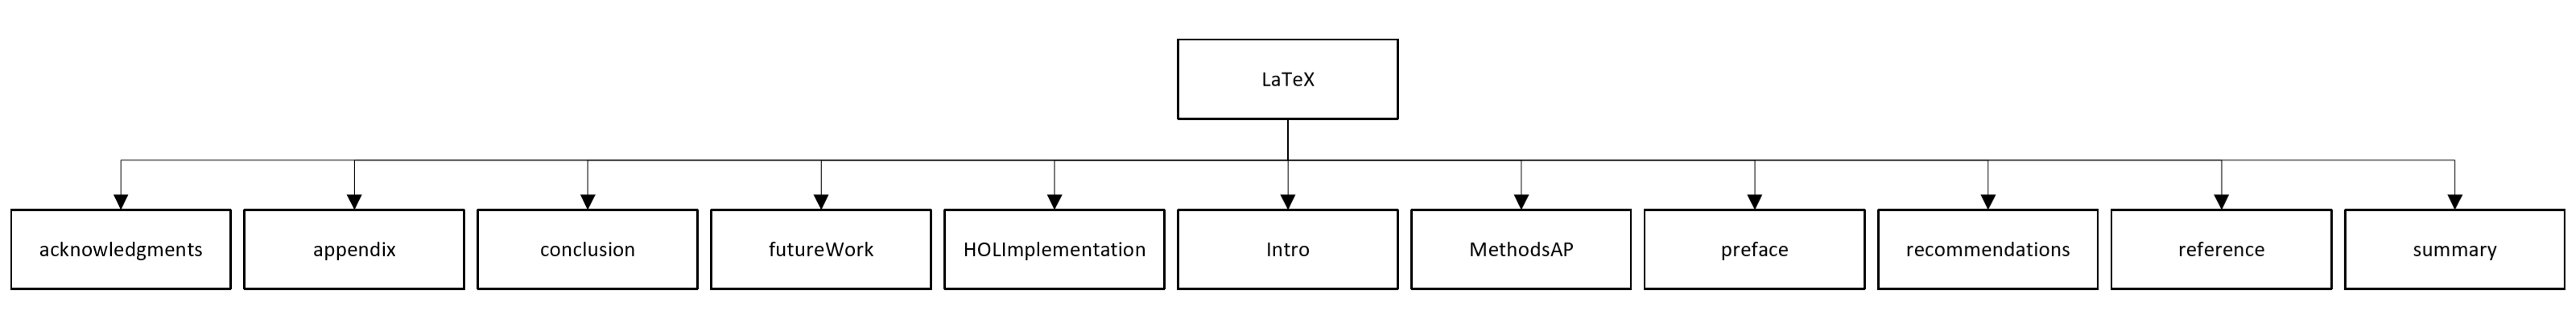 LaTeX
acknowledgments
appendix
conclusion
futureWork
HOLImplementation
Intro
MethodsAP
preface
recommendations
reference
summary